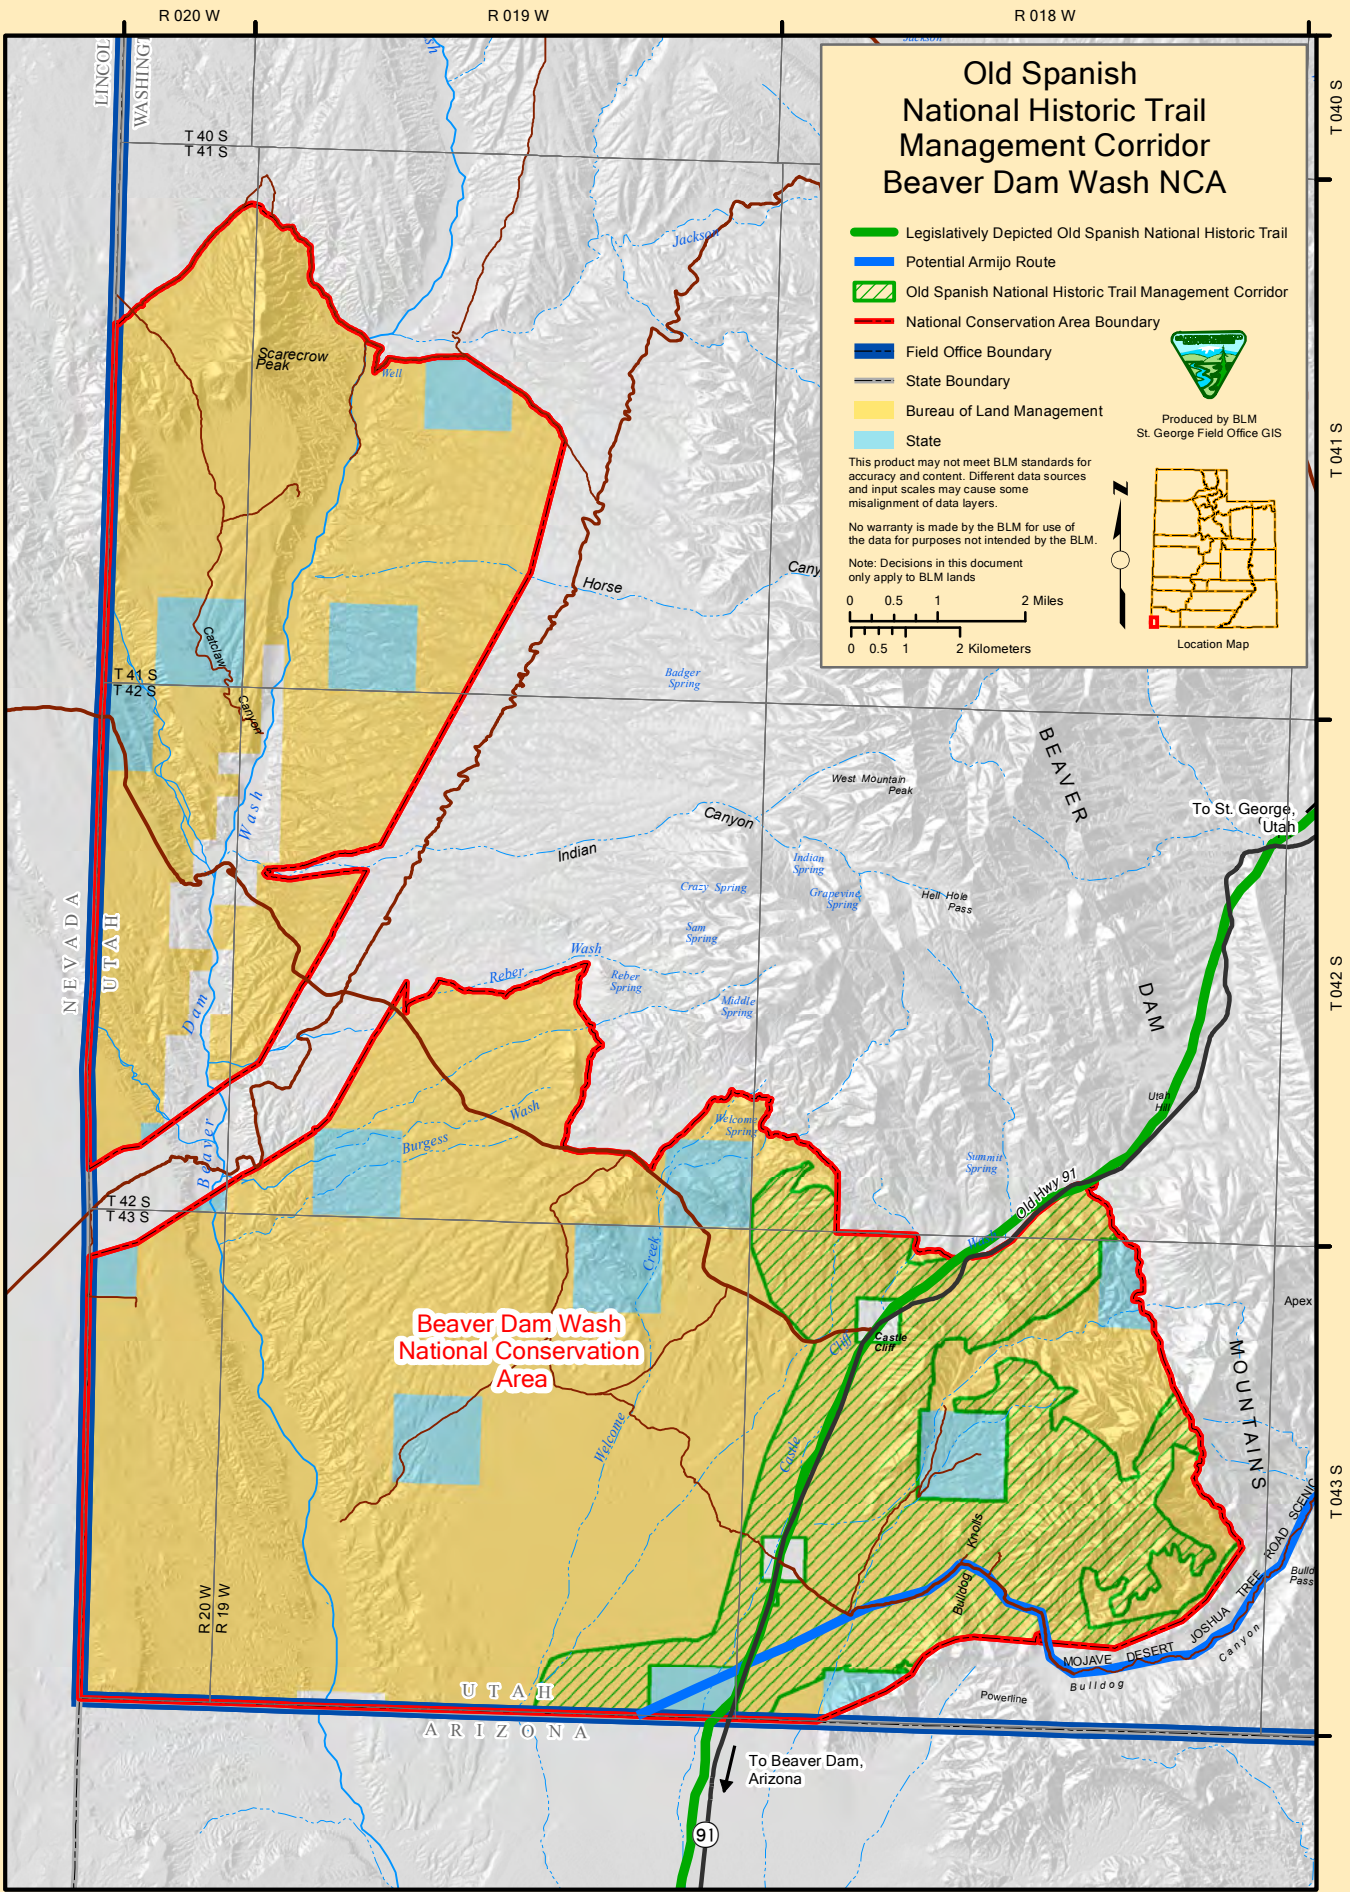 R 020 W
R 019 W
R 018 W
LINCOL
WASHINGT
T 40 S
T 41 S
Old Spanish
National Historic Trail
Management Corridor
Beaver Dam Wash NCA
Legislatively Depicted Old Spanish National Historic Trail
Potential Armijo Route
Old Spanish National Historic Trail Management Corridor
National Conservation Area Boundary
Field Office Boundary
State Boundary
Bureau of Land Management
State
Produced by BLM
St. George Field Office GIS
This product may not meet BLM standards for
accuracy and content. Different data sources
and input scales may cause some
misalignment of data layers.
No warranty is made by the BLM for use of
the data for purposes not intended by the BLM.
Note: Decisions in this document
only apply to BLM lands
0 0.5 1 2 Miles
0 0.5 1 2 Kilometers
Z
Location Map
T 040 S
T 041 S
T 042 S
T 043 S
Jackson
Jackson
sh
Scarecrow
Peak
Well
Horse
Cany
Catclaw
Canyon
T 41 S
T 42 S
Badger
Spring
BEAVER
West Mountain
Peak
To St. George,
Utah
Wash
Canyon
Indian
Indian
Spring
Crazy Spring
Grapevine
Spring
Hell Hole
Pass
NEVADA
UTAH
Sam
Spring
Wash
Reber
Reber
Spring
Middle
Spring
Dam
DAM
Utah
Hill
Wash
Burgess
Beaver
Welcome
Spring
Summit
Spring
Old Hwy 91
T 42 S
T 43 S
Creek
Apex
Beaver Dam Wash
National Conservation
Area
Cliff
Castle
Cliff
MOUNTAINS
Welcome
Castle
Knolls
Bulldog
R 20 W
R 19 W
MOJAVE DESERT JOSHUA TREE ROAD SCENIC
Bulldog Canyon
Bulld
Pass
Powerline
UTAH
ARIZONA
To Beaver Dam,
Arizona
91